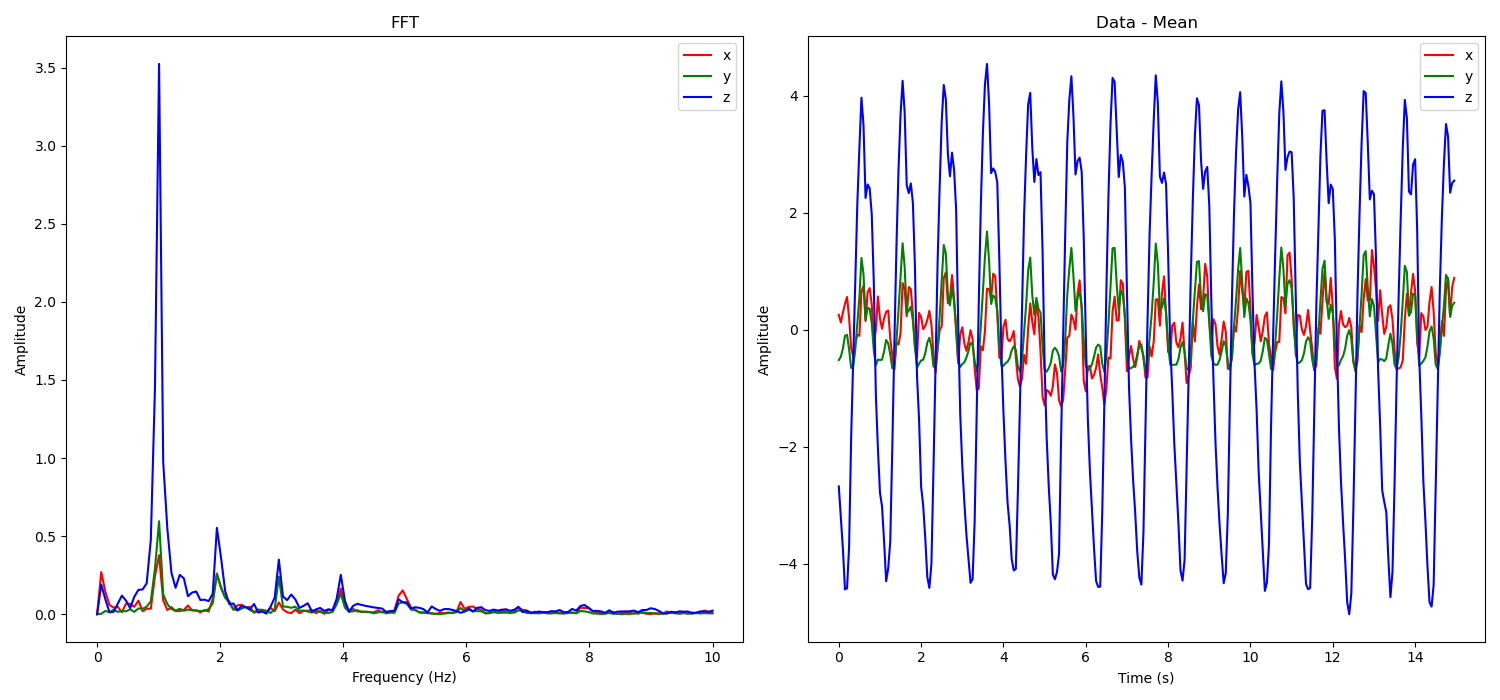 FFT
x
y
z
3.5
3.0
2.5
2.0
1.5
1.0
0.5
0.0
Amplitude
0 2 4 6 8 10
Frequency (Hz)
Data - Mean
x
y
z
4
2
0
−2
−4
Amplitude
0 2 4 6 8 10 12 14
Time (s)